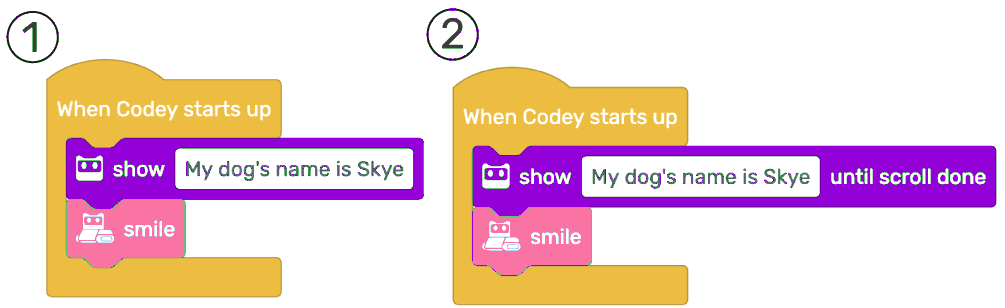 1
When Codey starts up
show My dog's name is Skye
smile
2
When Codey starts up
show My dog's name is Skye until scroll done
smile